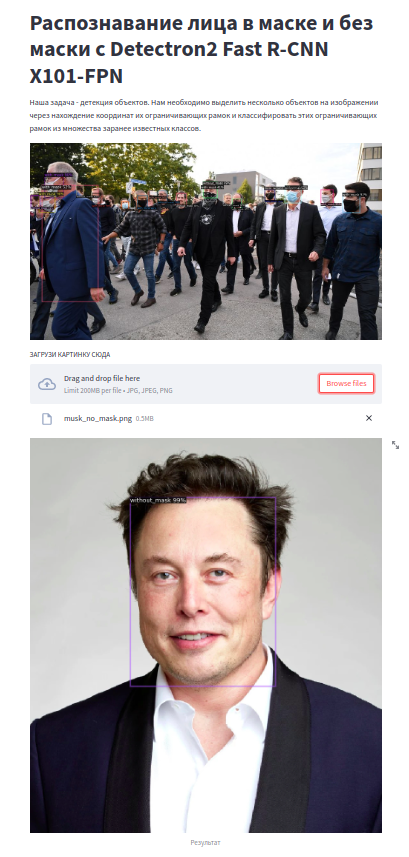 Распознавание лица в маске и без
маски с Detectron2 Fast R-CNN
X101-FPN
Наша задача - детекция объектов. Нам необходимо выделить несколько объектов на изображении
через нахождение координат их ограничивающих рамок и классифицировать этих ограничивающих
рамок из множества заранее известных классов.
ЗАГРУЗИ КАРТИНКУ СЮДА
Drag and drop file here
Limit 200MB per file • JPG, JPEG, PNG
Browse files
musk_no_mask.png 0.5MB
without_mask 99%
Результат